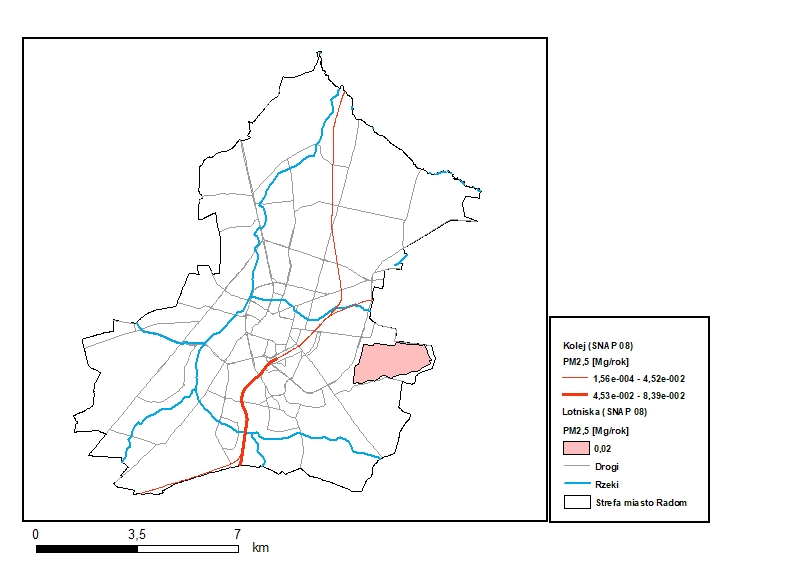 Kolej (SNAP 08)
PM2,5 [Mg/rok]
1,56e-004 - 4,52e-002
4,53e-002 - 8,39e-002
Lotniska (SNAP 08)
PM2,5 [Mg/rok]
0,02
Drogi
Rzeki
Strefa miasto Radom
0 3,5 7
km